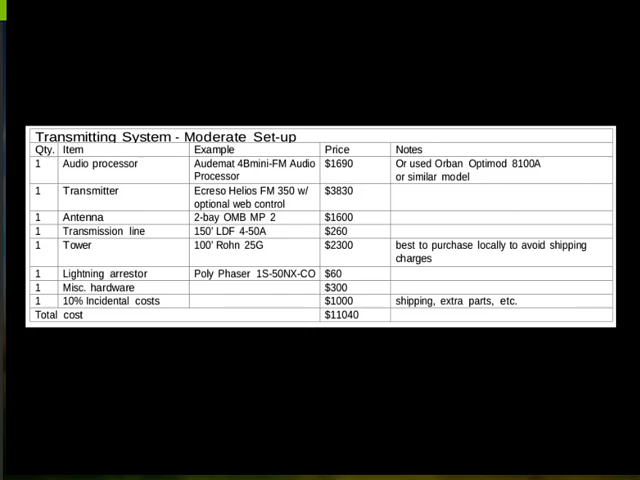 Transmitting System - Moderate Set-up
Qty. Item Example Price Notes
1 Audio processor Audemat 4Bmini-FM Audio Processor $1690 Or used Orban Optimod 8100A or similar model
1 Transmitter Ecreso Helios FM 350 w/ optional web control $3830
1 Antenna 2-bay OMB MP 2 $1600
1 Transmission line 150' LDF 4-50A $260
1 Tower 100' Rohn 25G $2300 best to purchase locally to avoid shipping charges
1 Lightning arrestor Poly Phaser 1S-50NX-CO $60
1 Misc. hardware $300
1 10% Incidental costs $1000 shipping, extra parts, etc.
Total cost $11040